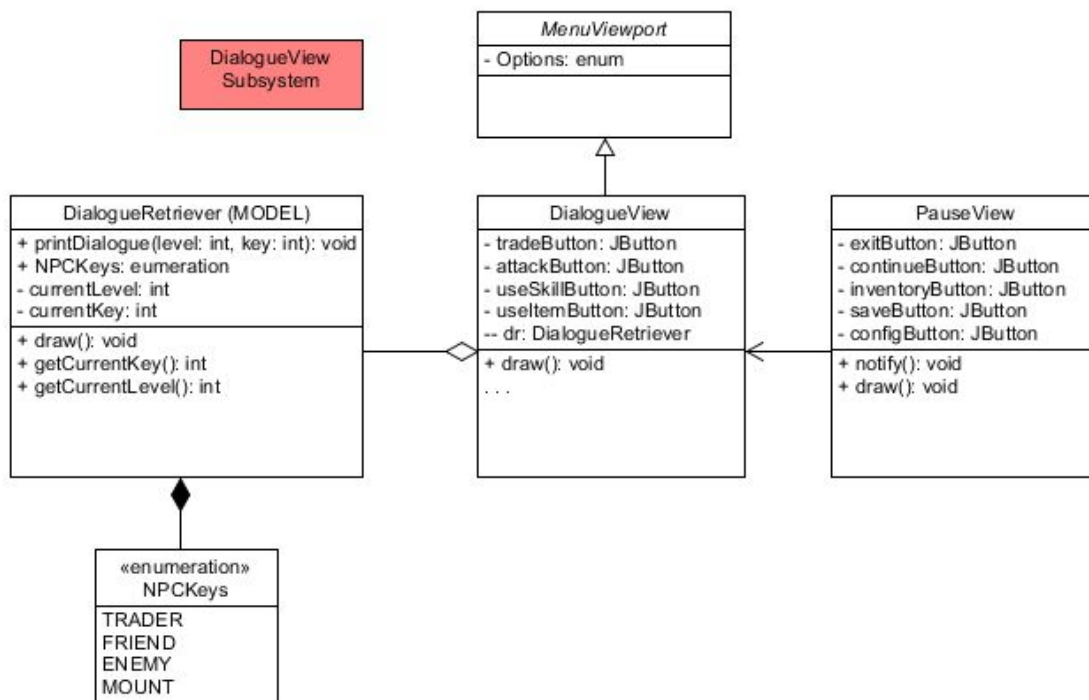 DialogueView
Subsystem
MenuViewport
- Options: enum
DialogueRetriever (MODEL)
+ printDialogue(level: int, key: int): void
+ NPCKeys: eumeration
- currentLevel: int
- currentKey: int
+ draw(): void
+ getCurrentKey(): int
+ getCurrentLevel(): int
DialogueView
- tradeButton: JButton
- attackButton: JButton
- useSkillButton: JButton
- useItemButton: JButton
-- dr: DialogueRetriever
+ draw(): void
. . .
PauseView
- exitButton: JButton
- continueButton: JButton
- inventoryButton: JButton
- saveButton: JButton
- configButton: JButton
+ notify(): void
+ draw(): void
«enumeration»
NPCKeys
TRADER
FRIEND
ENEMY
MOUNT